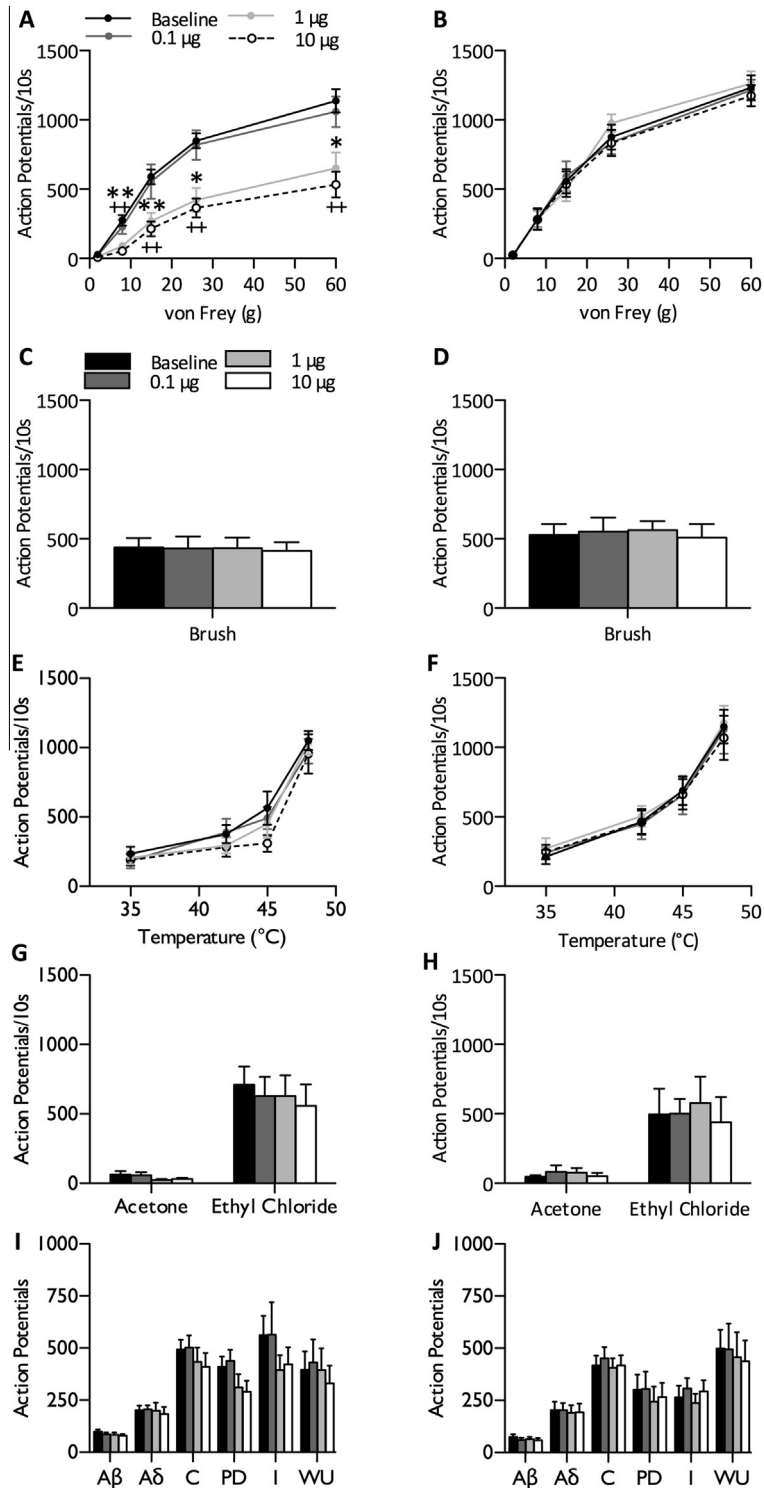 A
Baseline 1 µg
0.1 µg 10 µg
Action Potentials/10s
1500
1000
500
0
** ++
** ++
* ++
* ++
0 10 20 30 40 50 60
von Frey (g)
B
Action Potentials/10s
1500
1000
500
0
0 10 20 30 40 50 60
von Frey (g)
C
Baseline 1 µg
0.1 µg 10 µg
Action Potentials/10s
1500
1000
500
0
Brush
D
Action Potentials/10s
1500
1000
500
0
Brush
E
Action Potentials/10s
1500
1000
500
0
35 40 45 50
Temperature (°C)
F
Action Potentials/10s
1500
1000
500
0
35 40 45 50
Temperature (°C)
G
Action Potentials/10s
1500
1000
500
0
Acetone Ethyl Chloride
H
Action Potentials/10s
1500
1000
500
0
Acetone Ethyl Chloride
I
Action Potentials
1000
750
500
250
0
Aβ Aδ C PD I WU
J
Action Potentials
1000
750
500
250
0
Aβ Aδ C PD I WU